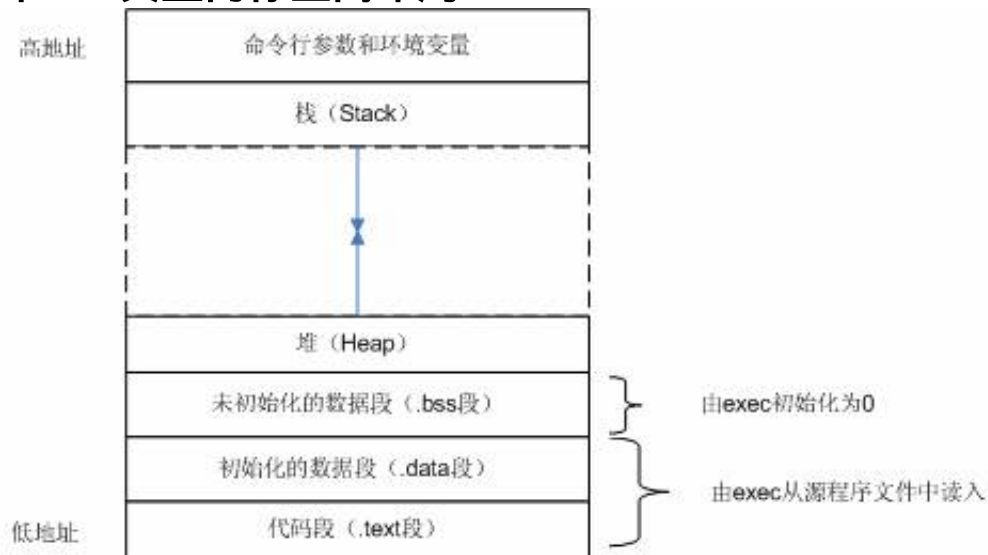 高地址
命令行参数和环境变量
栈（Stack）
堆（Heap）
未初始化的数据段（.bss段）
由exec初始化为0
初始化的数据段（.data段）
由exec从源程序文件中读入
低地址
代码段（.text段）